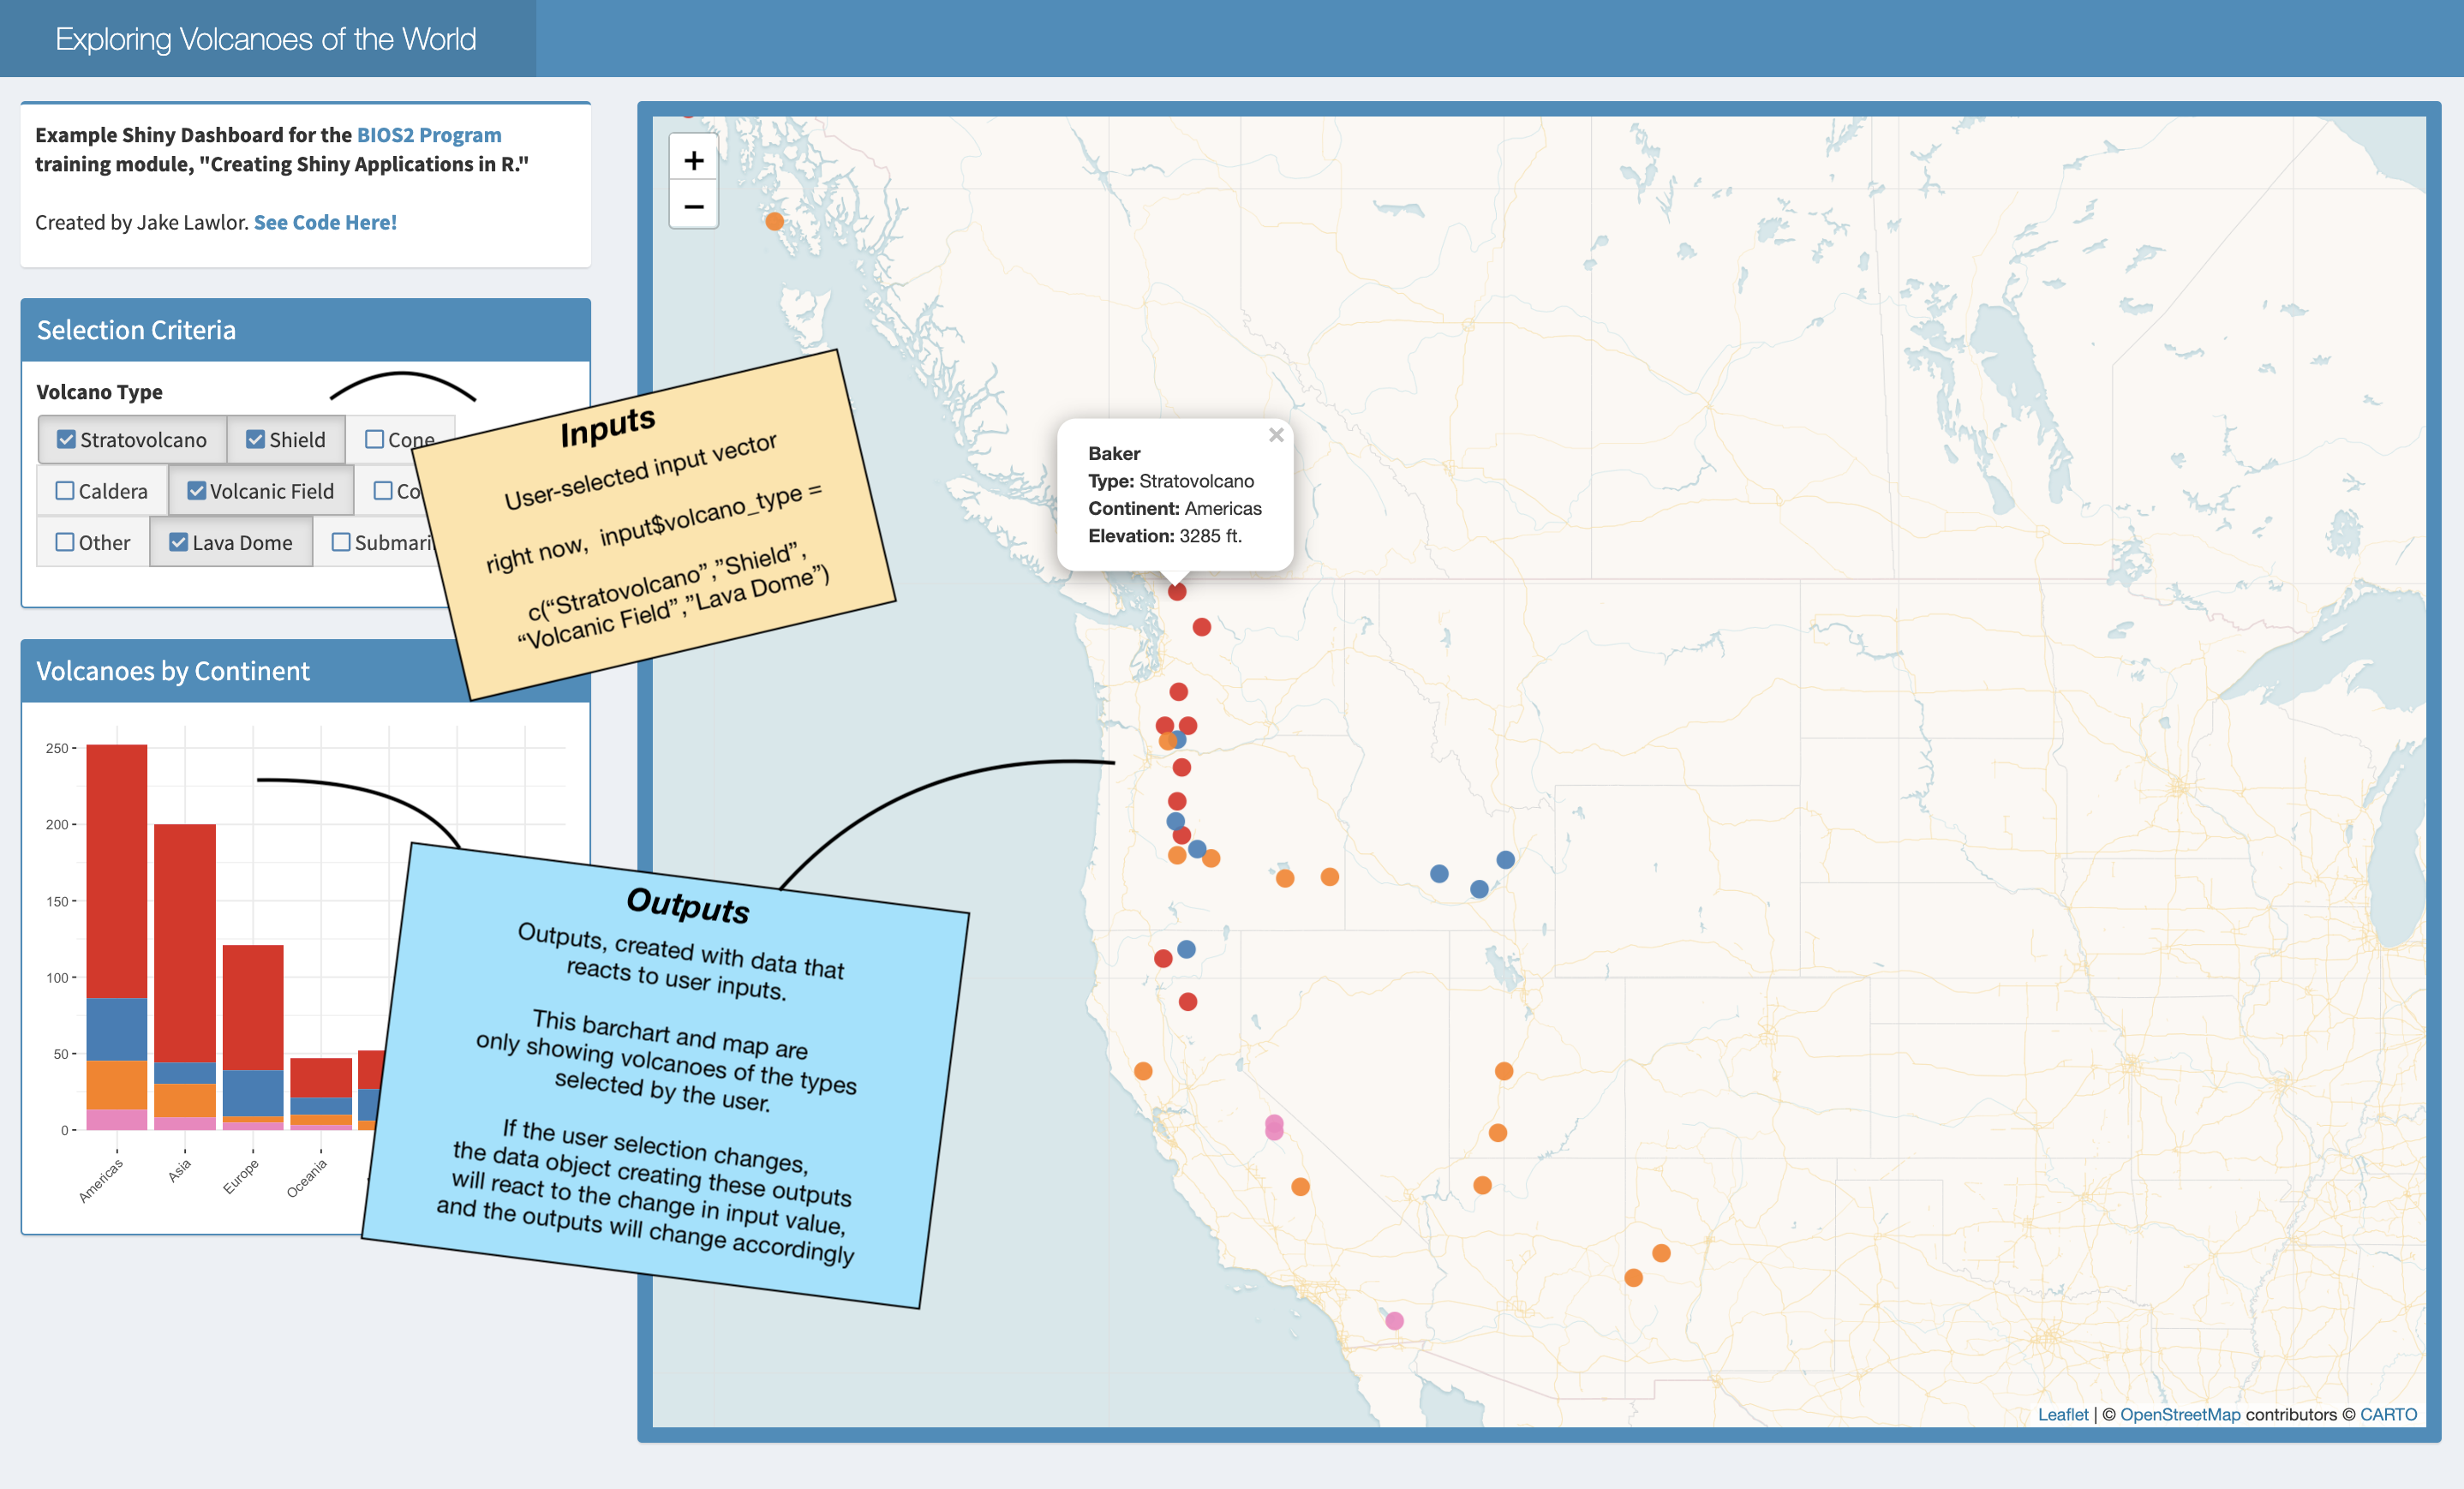 Exploring Volcanoes of the World
Example Shiny Dashboard for the BIOS2 Program
training module, "Creating Shiny Applications in R."
Created by Jake Lawlor. See Code Here!
Selection Criteria
Volcano Type
Stratovolcano Shield Cone
Caldera Volcanic Field
Other Lava Dome
Inputs
User-selected input vector
right now, input$volcano_type =
c(“Stratovolcano”,”Shield”,
“Volcanic Field”,”Lava Dome”)
Volcanoes by Continent
250
200
150
100
50
0
Americas
Asia
Europe
Oceania
Outputs
Outputs, created with data that
reacts to user inputs.
This barchart and map are
only showing volcanoes of the types
selected by the user.
If the user selection changes,
the data object creating these outputs
will react to the change in input value,
and the outputs will change accordingly
+
−
Baker
Type: Stratovolcano
Continent: Americas
Elevation: 3285 ft.
×
Leaflet | © OpenStreetMap contributors © CARTO